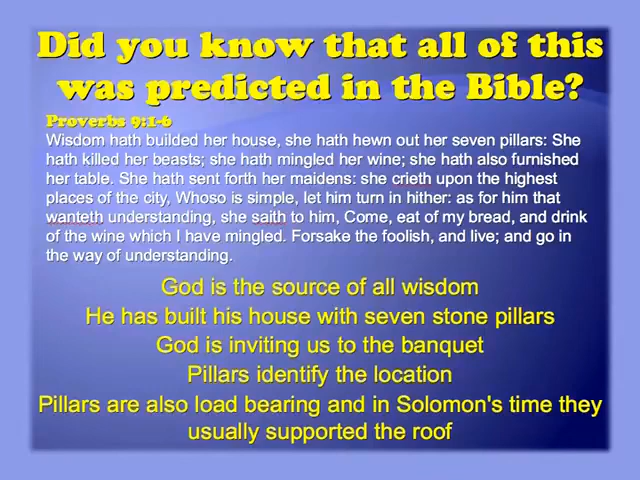 Did you know that all of this
was predicted in the Bible?
Proverbs 9:1-6
Wisdom hath builded her house, she hath hewn out her seven pillars: She
hath killed her beasts; she hath mingled her wine; she hath also furnished
her table. She hath sent forth her maidens: she crieth upon the highest
places of the city, Whoso is simple, let him turn in hither: as for him that
wanteth understanding, she saith to him, Come, eat of my bread, and drink
of the wine which I have mingled. Forsake the foolish, and live; and go in
the way of understanding.
God is the source of all wisdom
He has built his house with seven stone pillars
God is inviting us to the banquet
Pillars identify the location
Pillars are also load bearing and in Solomon's time they
usually supported the roof